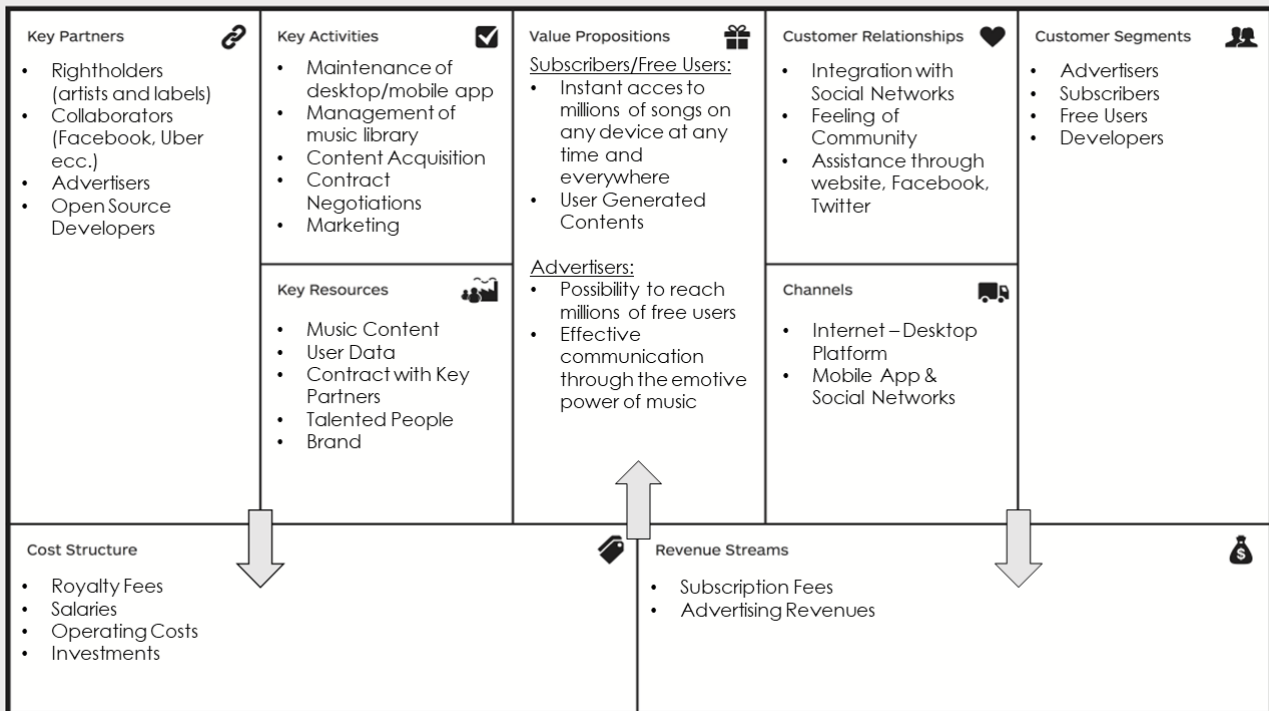 Key Partners
• Rightholders
(artists and labels)
• Collaborators
(Facebook, Uber
ecc.)
• Advertisers
• Open Source
Developers
Key Activities
• Maintenance of
desktop/mobile app
• Management of
music library
• Content Acquisition
• Contract
Negotiations
• Marketing
Key Resources
• Music Content
• User Data
• Contract with Key
Partners
• Talented People
• Brand
Value Propositions
Subscribers/Free Users:
• Instant acces to
millions of songs on
any device at any
time and
everywhere
• User Generated
Contents
Advertisers:
• Possibility to reach
millions of free users
• Effective
communication
through the emotive
power of music
Customer Relationships
• Integration with
Social Networks
• Feeling of
Community
• Assistance through
website, Facebook,
Twitter
Channels
• Internet – Desktop
Platform
• Mobile App &
Social Networks
Customer Segments
• Advertisers
• Subscribers
• Free Users
• Developers
Cost Structure
• Royalty Fees
• Salaries
• Operating Costs
• Investments
Revenue Streams
$
• Subscription Fees
• Advertising Revenues